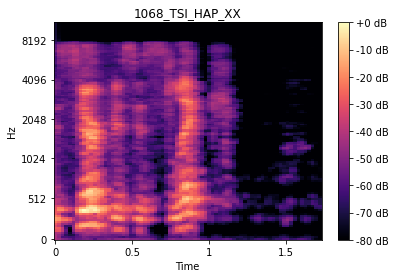 1068_TSI_HAP_XX
8192
4096
2048
1024
512
0
Hz
0
0.5
1
1.5
Time
+0 dB
-10 dB
-20 dB
-30 dB
-40 dB
-50 dB
-60 dB
-70 dB
-80 dB